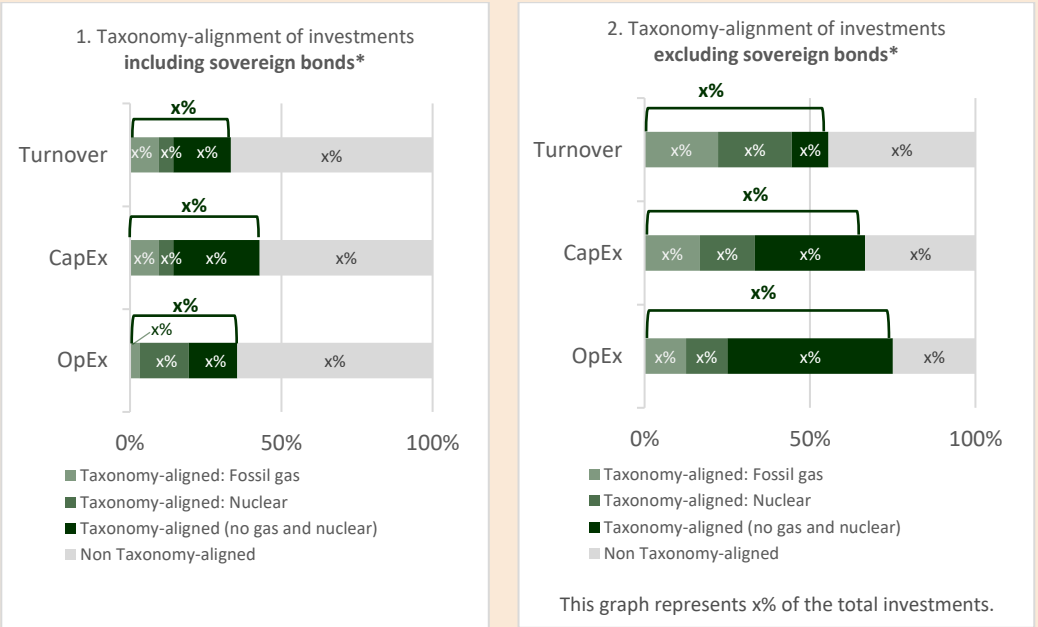 1. Taxonomy-alignment of investments
including sovereign bonds*
x%
Turnover
x% x% x% x%
x%
CapEx
x% x% x% x%
x%
x%
OpEx
x% x% x%
0% 50% 100%
Taxonomy-aligned: Fossil gas
Taxonomy-aligned: Nuclear
Taxonomy-aligned (no gas and nuclear)
Non Taxonomy-aligned
2. Taxonomy-alignment of investments
excluding sovereign bonds*
x%
Turnover
x% x% x% x%
x%
CapEx
x% x% x% x%
x%
OpEx
x% x% x% x%
0% 50% 100%
Taxonomy-aligned: Fossil gas
Taxonomy-aligned: Nuclear
Taxonomy-aligned (no gas and nuclear)
Non Taxonomy-aligned
This graph represents x% of the total investments.